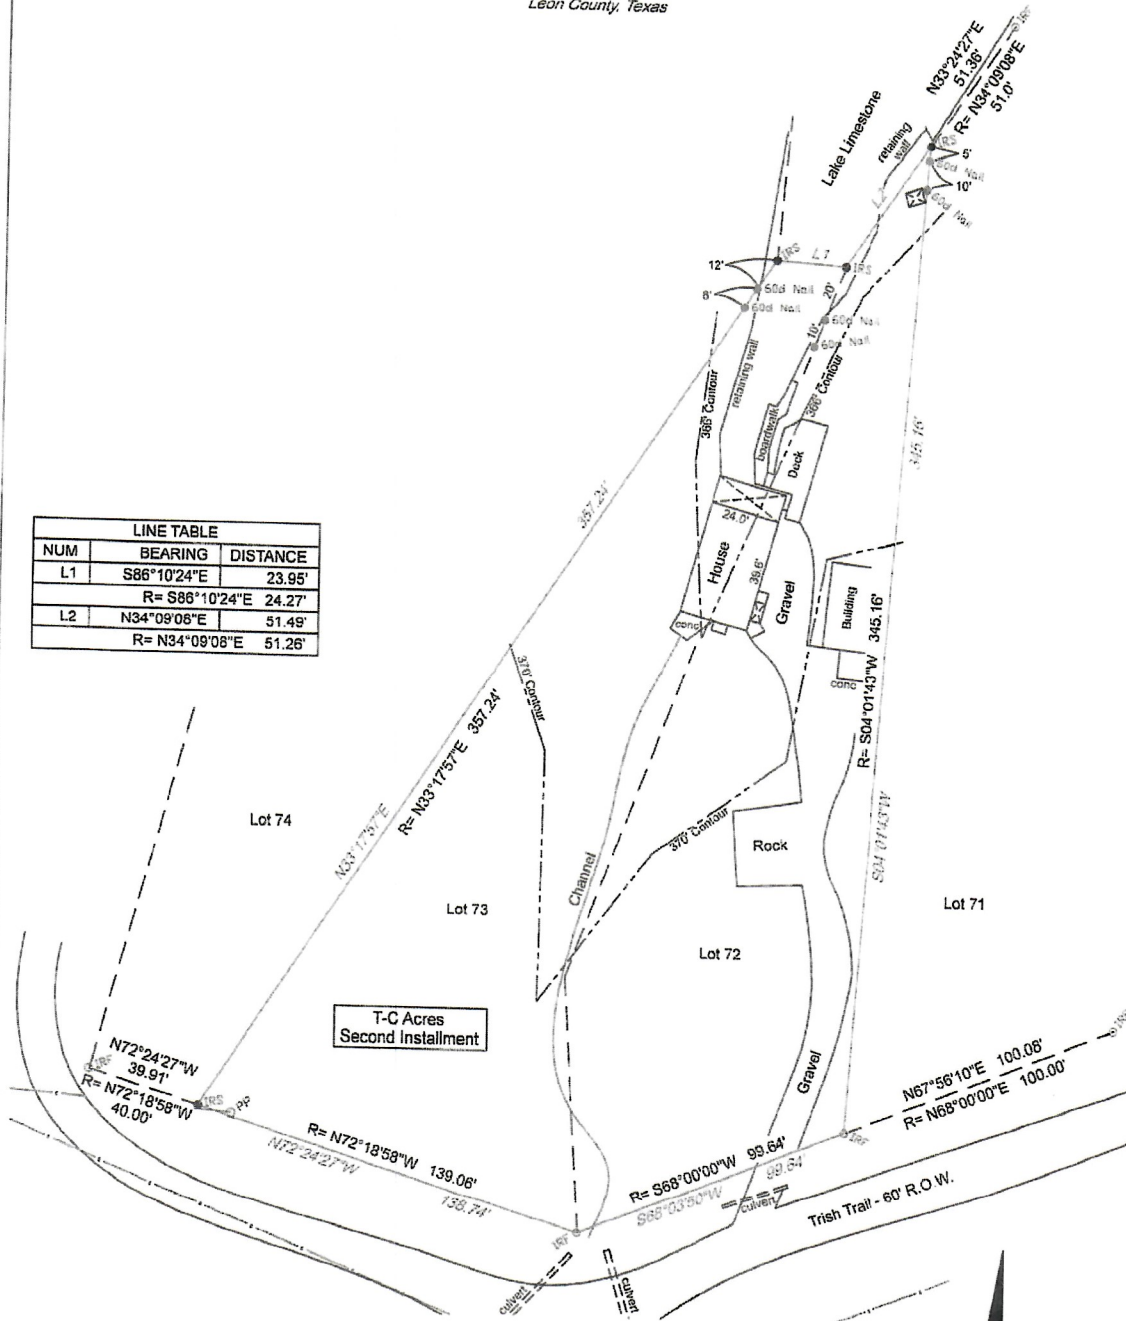 Leon County, Texas
IRF
N33°24'27"E
51.36'
R= N34°09'08"E
51.0'
Lake Limestone
retaining
wall
IRS
5'
60d Nail
10'
60d Nail
L2
IRS
L1
IRS
12'
8'
60d Nail
60d Nail
20'
60d Nail
10'
60d Nail
366' Contour
retaining wall
boardwalk
366' Contour
Deck
345.16'
357.24'
24.0'
House
39.6'
Gravel
Building
conc
conc
R= S04°01'43"W 345.16'
LINE TABLE
NUM BEARING DISTANCE
L1 S86°10'24"E 23.95'
R= S86°10'24"E 24.27'
L2 N34°09'08"E 51.49'
R= N34°09'08"E 51.26'
370' Contour
R= N33°17'57"E 357.24'
N33°17'57"E
Lot 74
370' Contour
Rock
S04°01'43"W
Channel
Lot 73
Lot 71
Lot 72
T-C Acres
Second Installment
IRF
N72°24'27"W
39.91'
R= N72°18'58"W
40.00'
IRS
PP
Gravel
IRF
N67°56'10"E 100.08'
R= N68°00'00"E 100.00'
R= N72°18'58"W 139.06'
N72°24'27"W
138.74'
IRF
R= S68°00'00"W 99.64'
S68°03'50"W
99.64'
IRF
culvert
Trish Trail - 60' R.O.W.
culvert
culvert